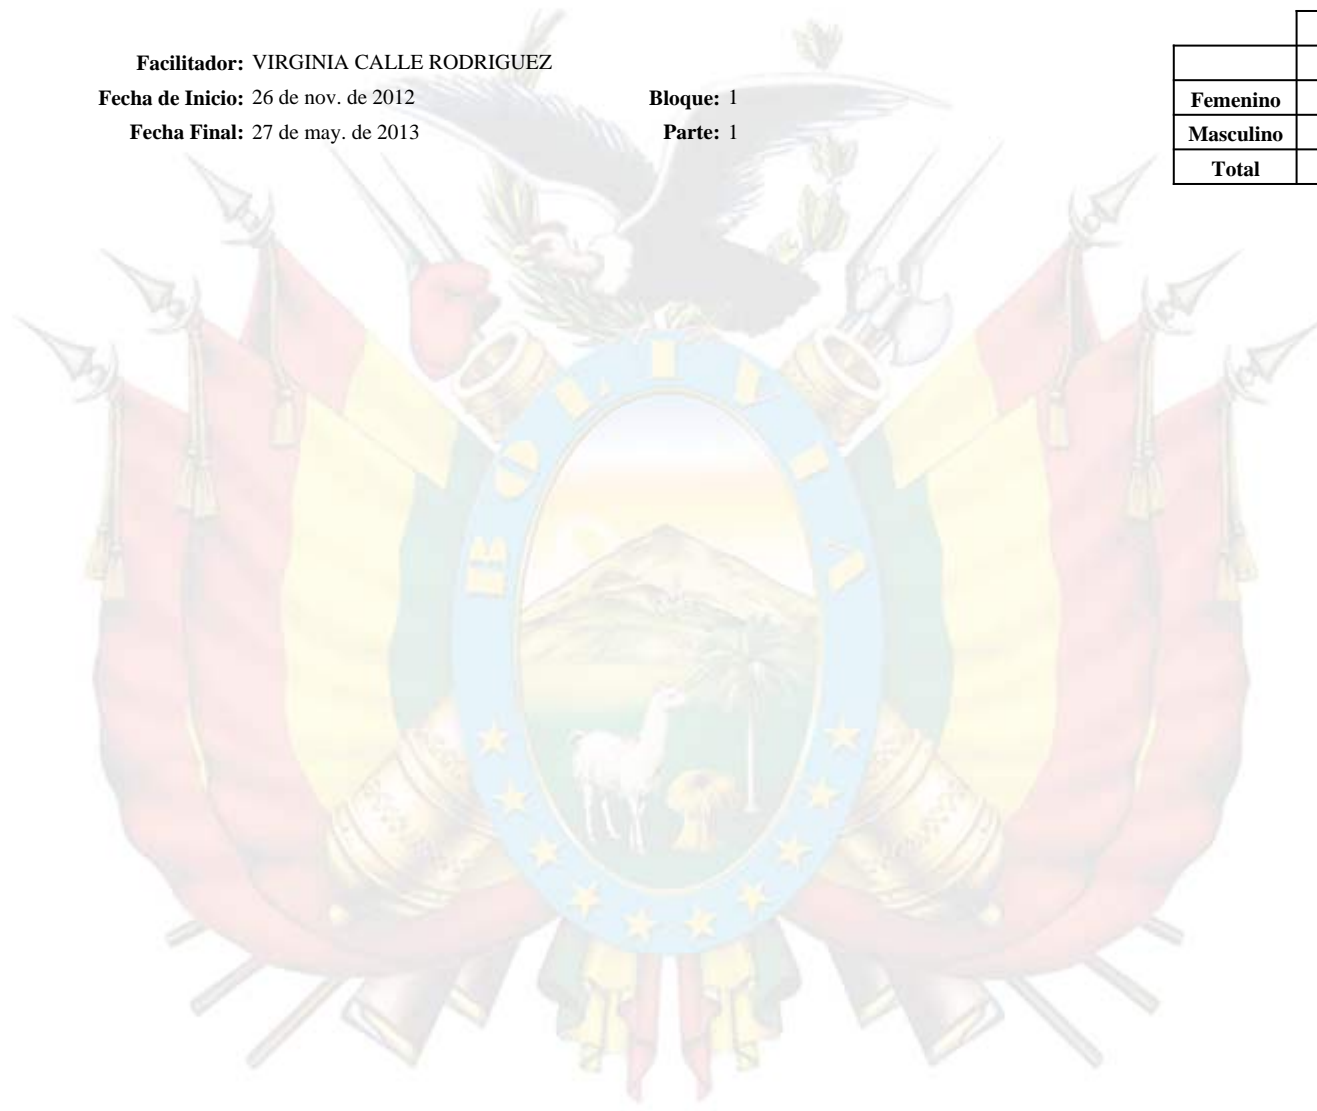 Facilitador: VIRGINIA CALLE RODRIGUEZ
Fecha de Inicio: 26 de nov. de 2012 Bloque: 1
Fecha Final: 27 de may. de 2013 Parte: 1
Femenino
Masculino
Total
BOLIVIA